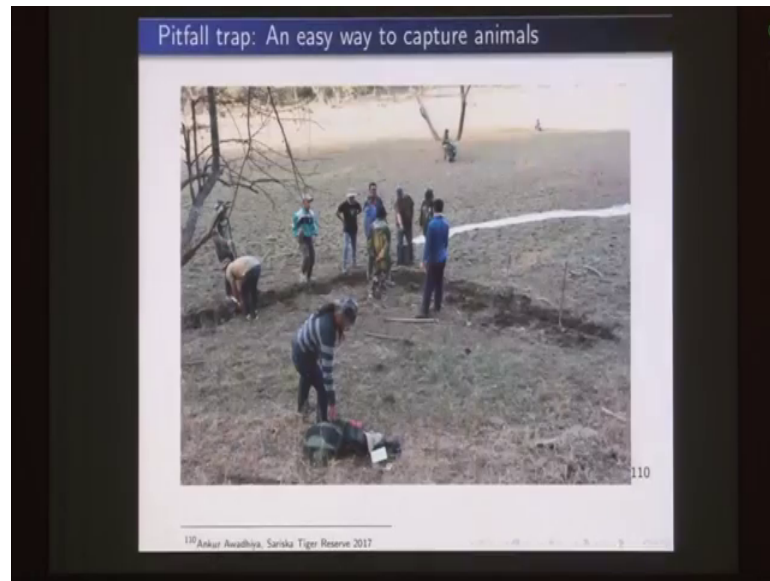 Pitfall trap: An easy way to capture animals
110
110Ankur Awadhiya, Sariska Tiger Reserve 2017